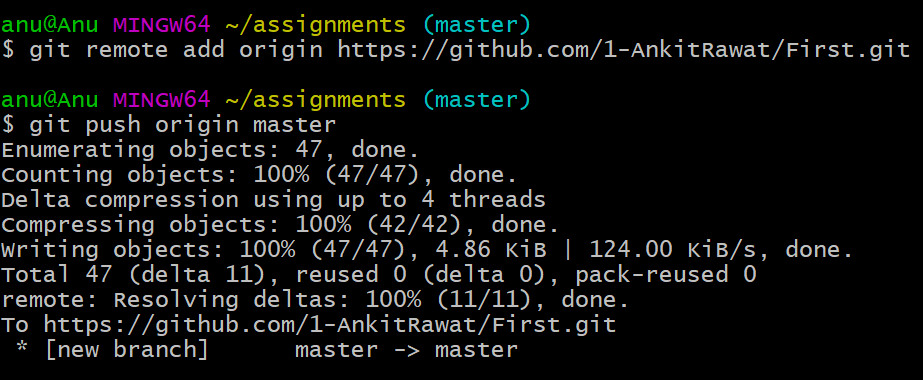 anu@Anu MINGW64 ~/assignments (master)
$ git remote add origin https://github.com/1-AnkitRawat/First.git
anu@Anu MINGW64 ~/assignments (master)
$ git push origin master
Enumerating objects: 47, done.
Counting objects: 100% (47/47), done.
Delta compression using up to 4 threads
Compressing objects: 100% (42/42), done.
Writing objects: 100% (47/47), 4.86 KiB | 124.00 KiB/s, done.
Total 47 (delta 11), reused 0 (delta 0), pack-reused 0
remote: Resolving deltas: 100% (11/11), done.
To https://github.com/1-AnkitRawat/First.git
 * [new branch]      master -> master